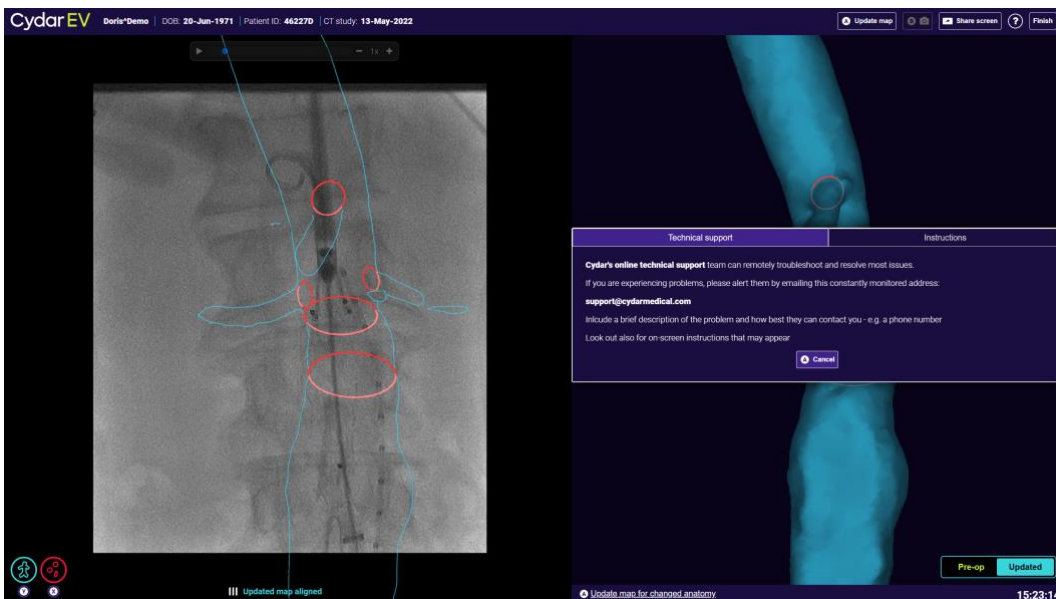 CydarEV Doris^Demo | DOB: 20-Jun-1971 | Patient ID: 46227D | CT study: 13-May-2022 A Update map A Share screen ? Finish
1x
Technical support Instructions
Cydar's online technical support team can remotely troubleshoot and resolve most issues.
If you are experiencing problems, please alert them by emailing this constantly monitored address:
support@cydarmedical.com
Inlcude a brief description of the problem and how best they can contact you - e.g. a phone number
Look out also for on-screen instructions that may appear
A Cancel
Pre-op Updated
Y X
Updated map aligned
A Update map for changed anatomy
15:23:14